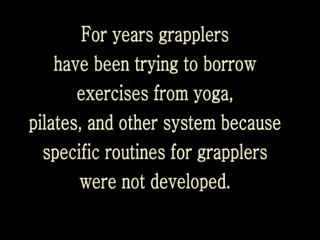 For years grapplers
have been trying to borrow
exercises from yoga,
pilates, and other system because
specific routines for grapplers
were not developed.